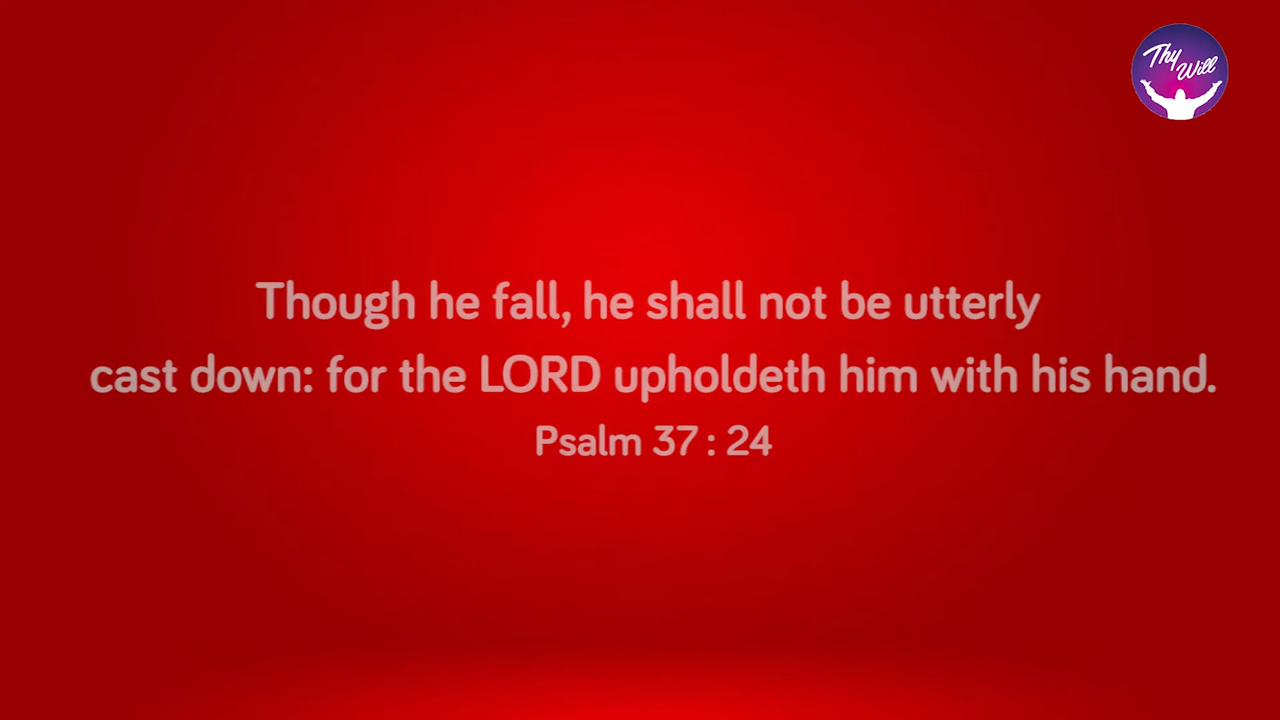 Thy Will
Though he fall, he shall not be utterly
cast down: for the LORD upholdeth him with his hand.
Psalm 37 : 24